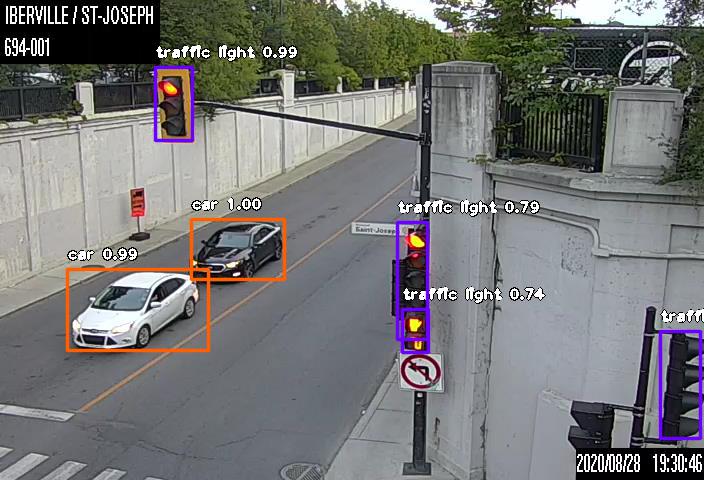 IBERVILLE / ST-JOSEPH
694-001
traffic light 0.99
car 1.00
traffic light 0.79
Saint-Joseph
car 0.99
traffic light 0.74
traffi
2020/08/28 19:30:46